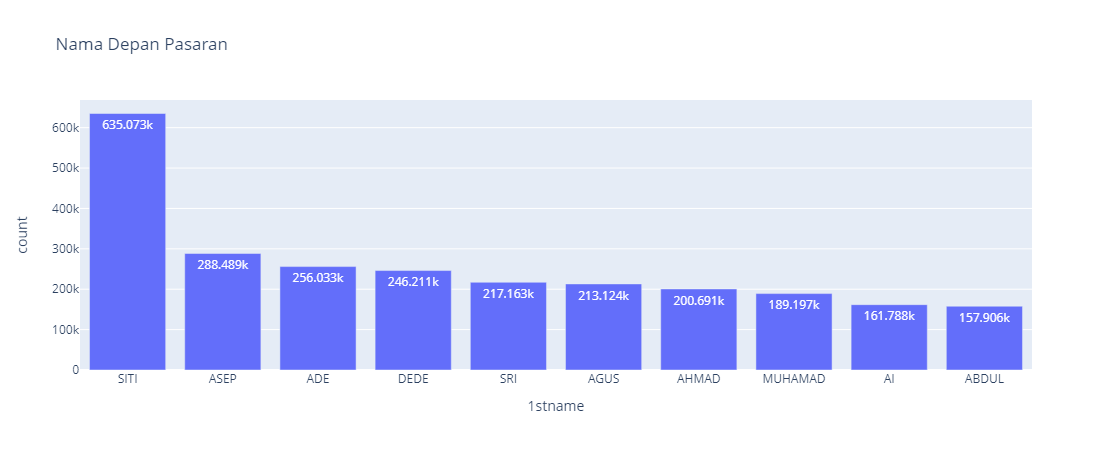 Nama Depan Pasaran
count
600k
500k
400k
300k
200k
100k
0
635.073k
288.489k
256.033k
246.211k
217.163k
213.124k
200.691k
189.197k
161.788k
157.906k
SITI ASEP ADE DEDE SRI AGUS AHMAD MUHAMAD AI ABDUL
1stname